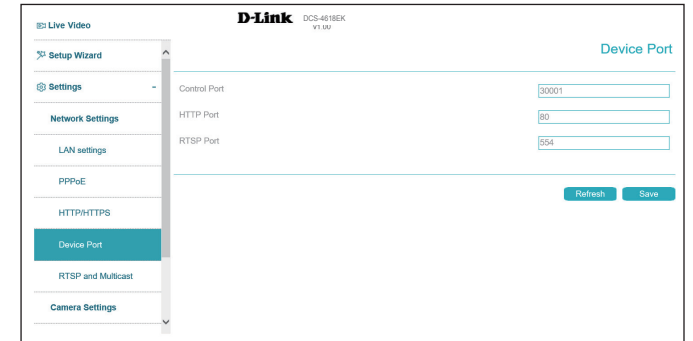 Live Video
D-Link DCS-4618EK
V1.00
Setup Wizard
Device Port
Settings -
Control Port 30001
Network Settings
HTTP Port 80
LAN settings
RTSP Port 554
PPPoE
Refresh Save
HTTP/HTTPS
Device Port
RTSP and Multicast
Camera Settings